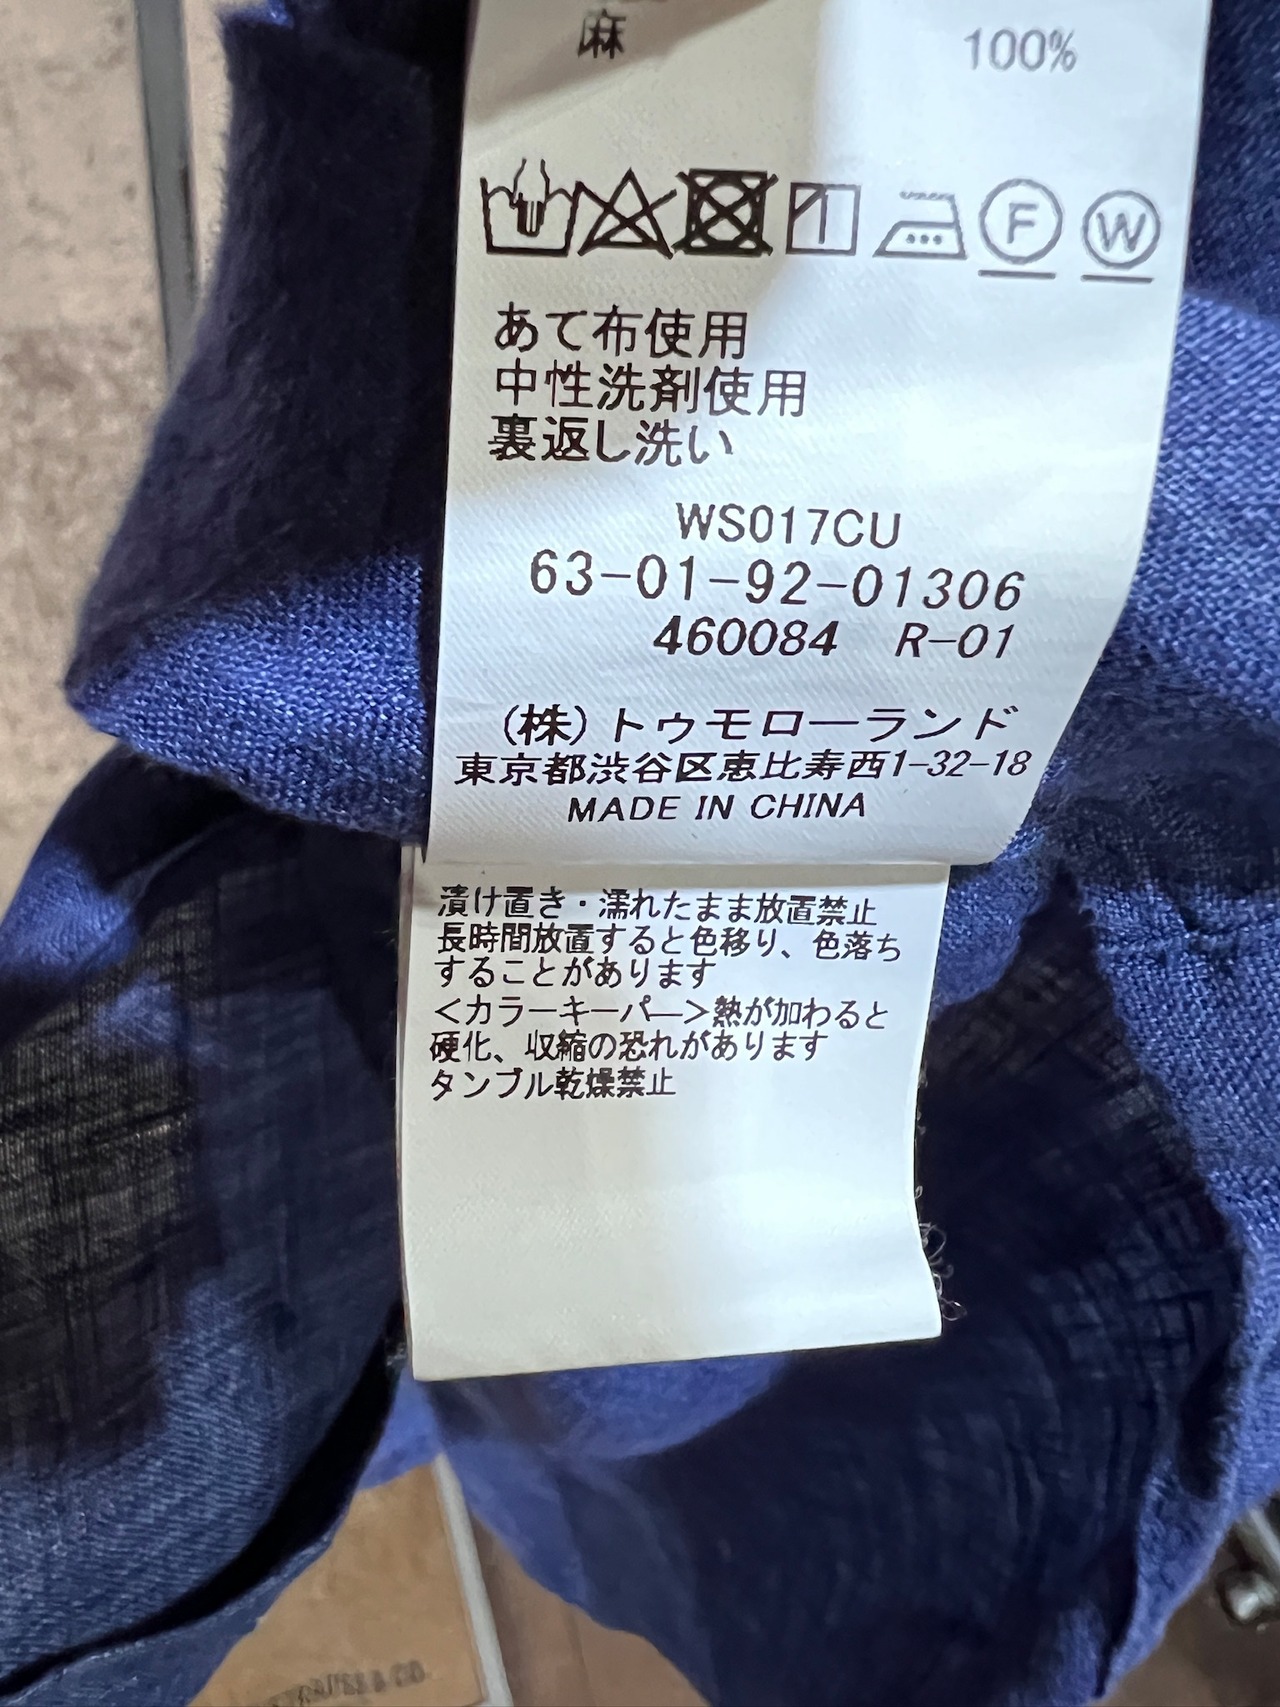 麻 100%
F W
あて布使用
中性洗剤使用
裏返し洗い
WS017CU
63-01-92-01306
460084 R-01
(株)トゥモローランド
東京都渋谷区恵比寿西1-32-18
MADE IN CHINA
漬け置き・濡れたまま放置禁止
長時間放置すると色移り、色落ち
することがあります
<カラーキーパー>熱が加わると
硬化、収縮の恐れがあります
タンブル乾燥禁止